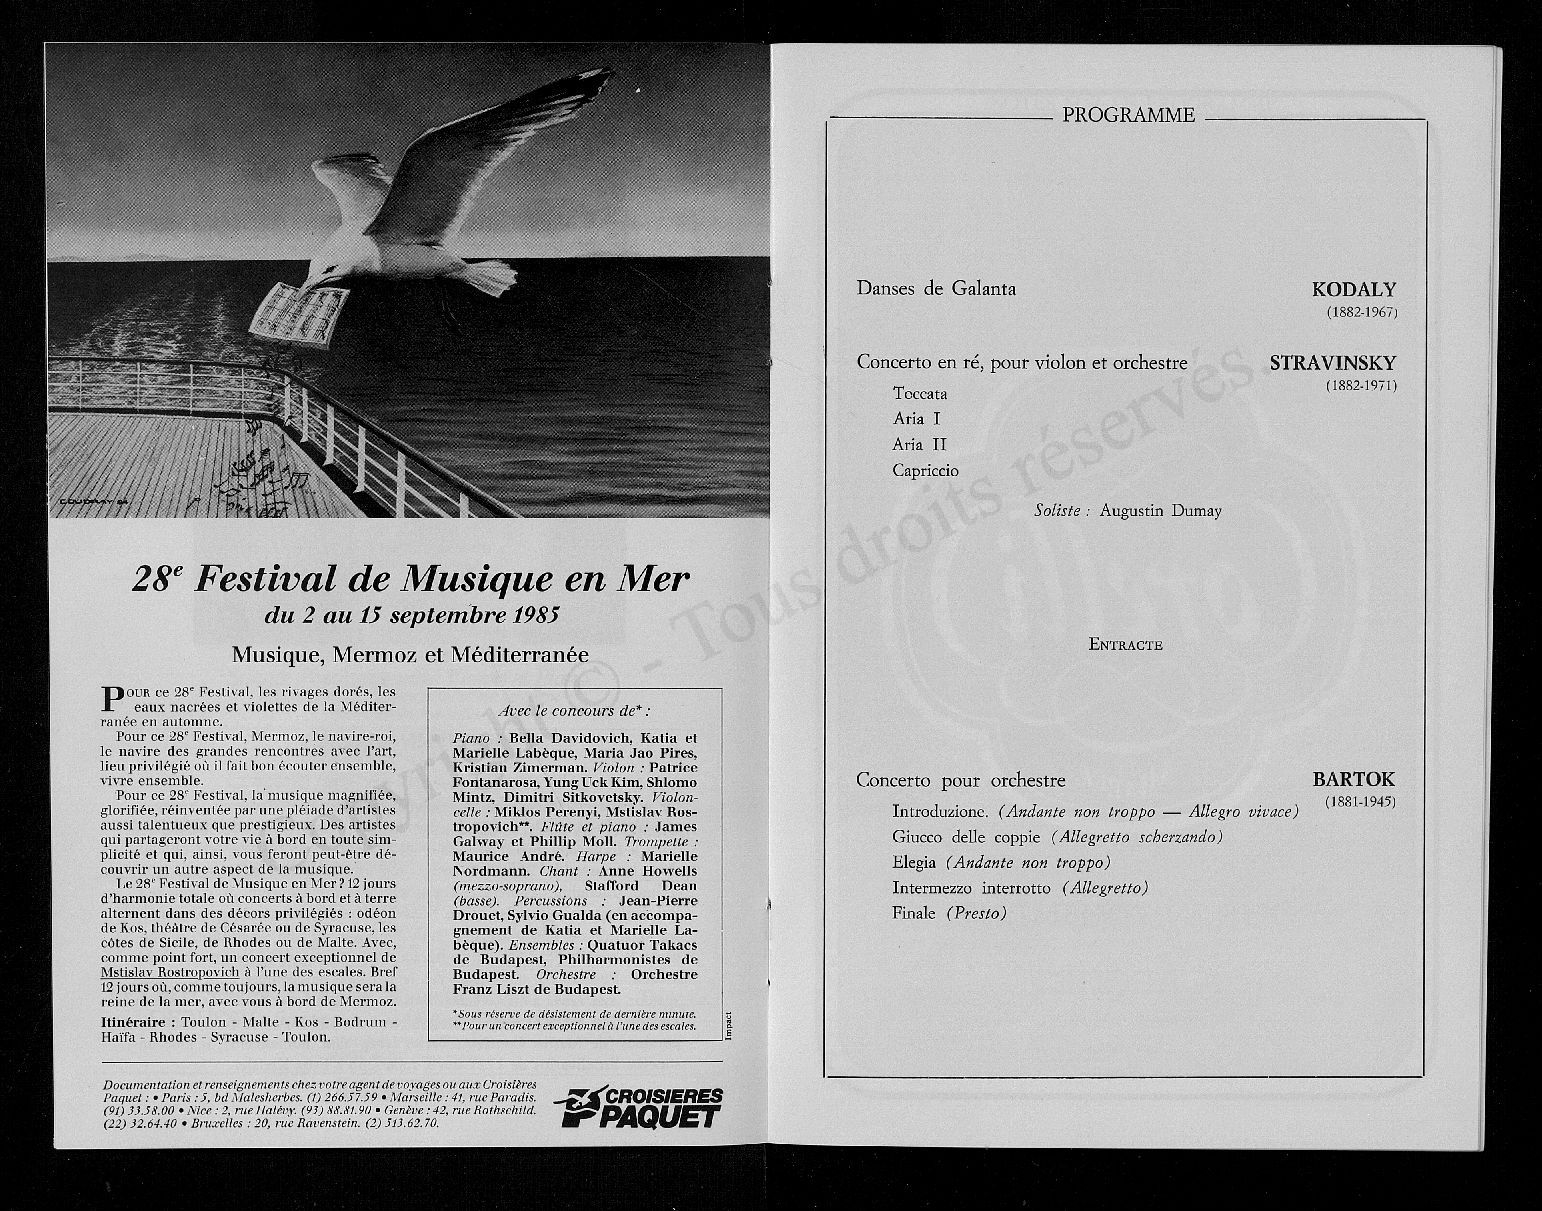 COUDRAY 84
28e Festival de Musique en Mer
du 2 au 15 septembre 1985
Musique, Mermoz et Méditerranée
POUR ce 28e Festival, les rivages dorés, les
eaux nacrées et violettes de la Méditer-
ranée en automne.
Pour ce 28e Festival, Mermoz, le navire-roi,
le navire des grandes rencontres avec l'art,
lieu privilégié où il fait bon écouter ensemble,
vivre ensemble.
Pour ce 28e Festival, la musique magnifiée,
glorifiée, réinventée par une pléiade d'artistes
aussi talentueux que prestigieux. Des artistes
qui partageront votre vie à bord en toute sim-
plicité et qui, ainsi, vous feront peut-être dé-
couvrir un autre aspect de la musique.
Le 28e Festival de Musique en Mer ? 12 jours
d'harmonie totale où concerts à bord et à terre
alternent dans des décors privilégiés : odéon
de Kos, théâtre de Césarée ou de Syracuse, les
côtes de Sicile, de Rhodes ou de Malte. Avec,
comme point fort, un concert exceptionnel de
Mstislav Rostropovich à l'une des escales. Bref
12 jours où, comme toujours, la musique sera la
reine de la mer, avec vous à bord de Mermoz.
Itinéraire : Toulon - Malte - Kos - Bodrum -
Haïfa - Rhodes - Syracuse - Toulon.
Avec le concours de* :
Piano : Bella Davidovich, Katia et
Marielle Labèque, Maria Jao Pires,
Kristian Zimerman. Violon : Patrice
Fontanarosa, Yung Uck Kim, Shlomo
Mintz, Dimitri Sitkovetsky. Violon-
celle : Miklos Perenyi, Mstislav Ros-
tropovich**. Flûte et piano : James
Galway et Phillip Moll. Trompette :
Maurice André. Harpe : Marielle
Nordmann. Chant : Anne Howells
(mezzo-soprano), Stafford Dean
(basse). Percussions : Jean-Pierre
Drouet, Sylvio Gualda (en accompa-
gnement de Katia et Marielle La-
bèque). Ensembles : Quatuor Takacs
de Budapest, Philharmonistes de
Budapest. Orchestre : Orchestre
Franz Liszt de Budapest.
*Sous réserve de désistement de dernière minute.
**Pour un concert exceptionnel à l'une des escales.
Impact
Documentation et renseignements chez votre agent de voyages ou aux Croisières
Paquet : • Paris : 5, bd Malesherbes. (1) 266.57.59 • Marseille : 41, rue Paradis.
(91) 33.58.00 • Nice : 2, rue Halévy. (93) 88.81.90 • Genève : 42, rue Rothschild.
(22) 32.64.40 • Bruxelles : 20, rue Ravenstein. (2) 513.62.70.
CROISIERES
PAQUET
PROGRAMME
Danses de Galanta KODALY
(1882-1967)
Concerto en ré, pour violon et orchestre STRAVINSKY
(1882-1971)
Toccata
Aria I
Aria II
Capriccio
Soliste : Augustin Dumay
ENTRACTE
Concerto pour orchestre BARTOK
(1881-1945)
Introduzione. (Andante non troppo — Allegro vivace)
Giucco delle coppie (Allegretto scherzando)
Elegia (Andante non troppo)
Intermezzo interrotto (Allegretto)
Finale (Presto)
© - Tous droits réservés.